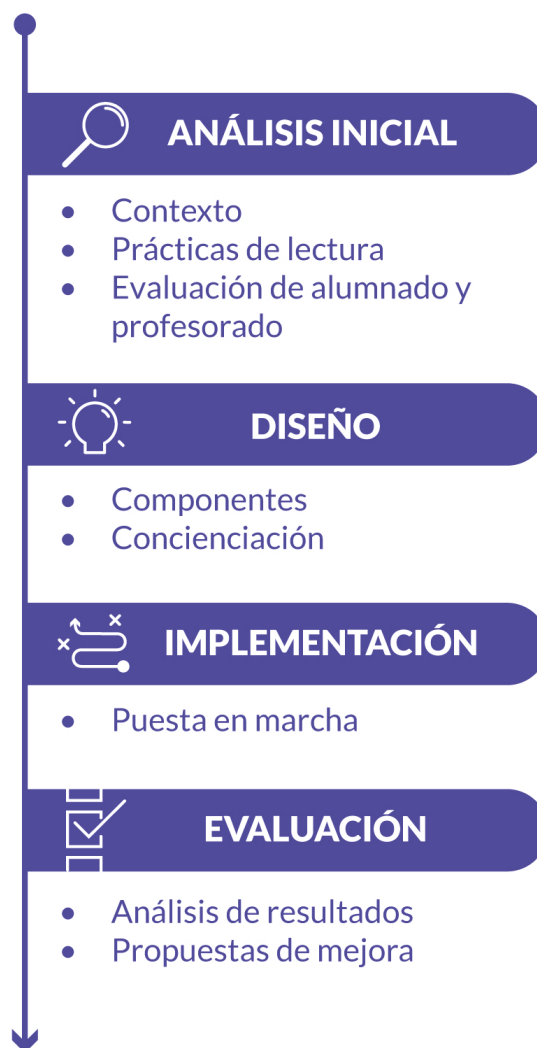 ANÁLISIS INICIAL
• Contexto
• Prácticas de lectura
• Evaluación de alumnado y
profesorado
DISEÑO
• Componentes
• Concienciación
IMPLEMENTACIÓN
• Puesta en marcha
EVALUACIÓN
• Análisis de resultados
• Propuestas de mejora